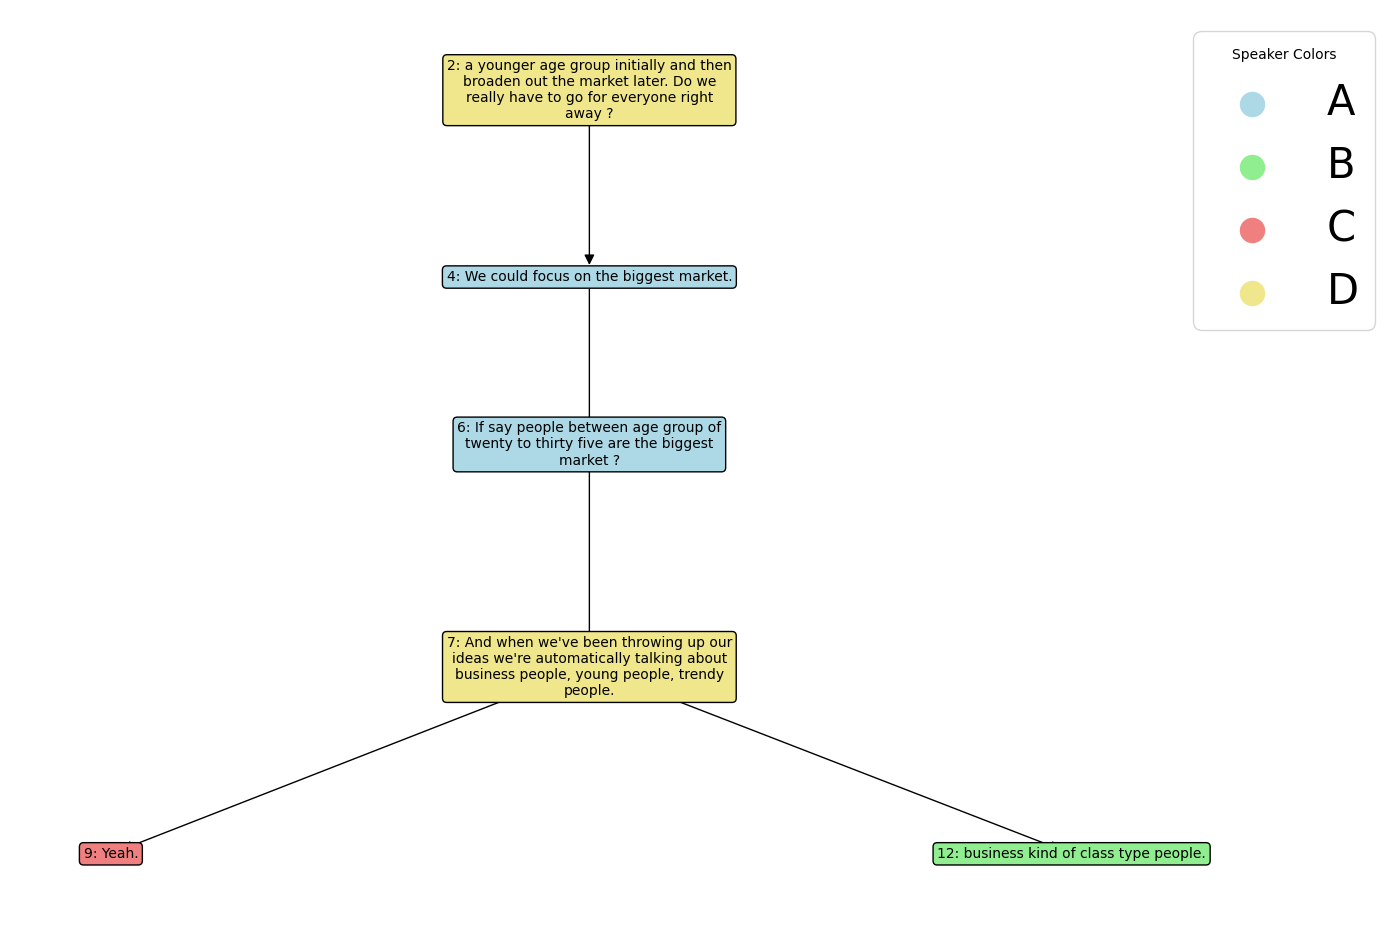 2: a younger age group initially and then
broaden out the market later. Do we
really have to go for everyone right
away ?
4: We could focus on the biggest market.
6: If say people between age group of
twenty to thirty five are the biggest
market ?
7: And when we've been throwing up our
ideas we're automatically talking about
business people, young people, trendy
people.
9: Yeah.
12: business kind of class type people.
Speaker Colors
A
B
C
D